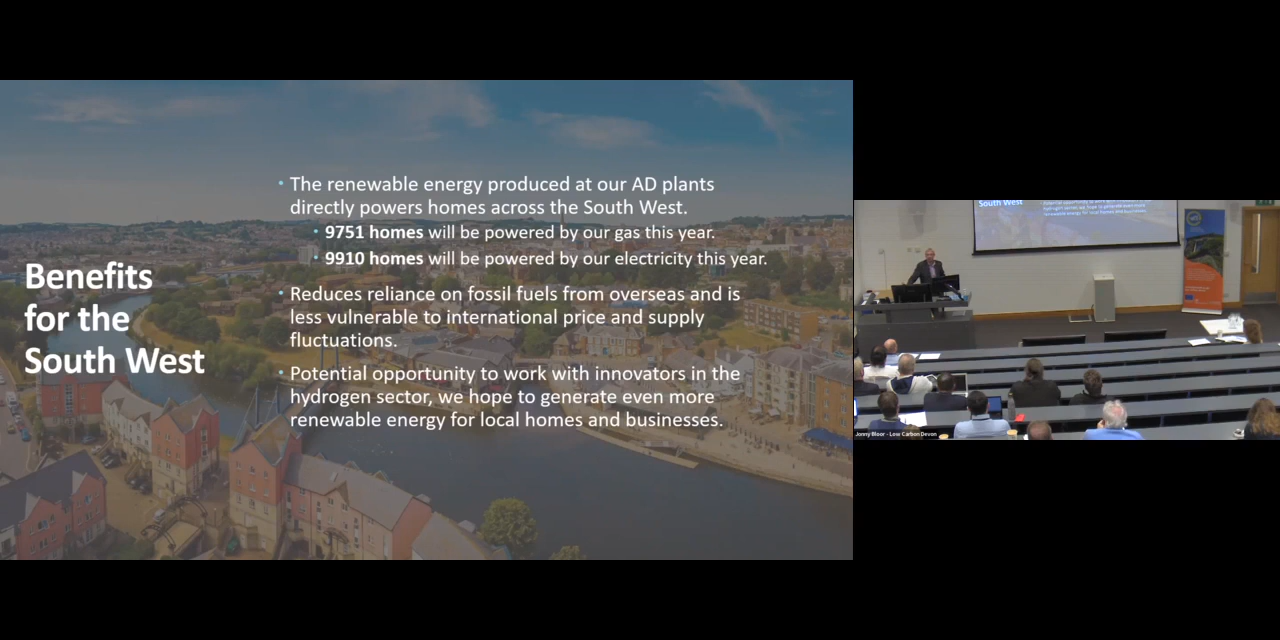 Benefits
for the
South West
• The renewable energy produced at our AD plants
directly powers homes across the South West.
• 9751 homes will be powered by our gas this year.
• 9910 homes will be powered by our electricity this year.
• Reduces reliance on fossil fuels from overseas and is
less vulnerable to international price and supply
fluctuations.
• Potential opportunity to work with innovators in the
hydrogen sector, we hope to generate even more
renewable energy for local homes and businesses.
South West
Jonny Bloor - Low Carbon Devon